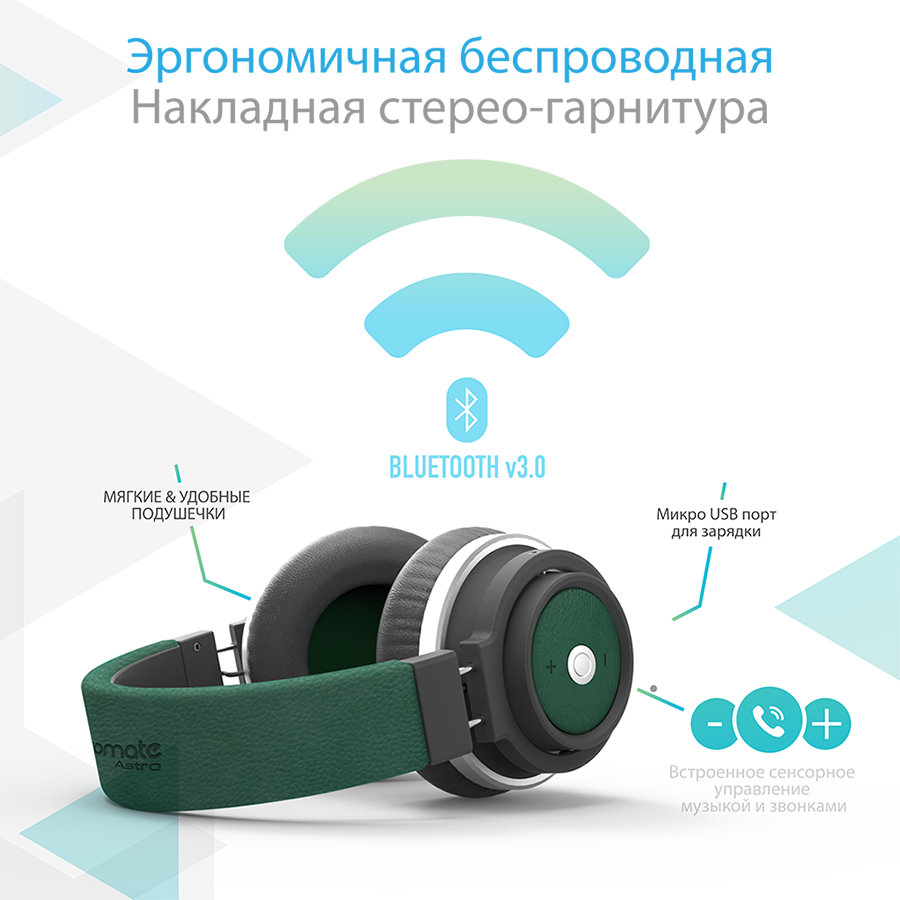 Эргономичная беспроводная
Накладная стерео-гарнитура
BLUETOOTH v3.0
МЯГКИЕ & УДОБНЫЕ
ПОДУШЕЧКИ
Микро USB порт
для зарядки
omate
Astro
Встроенное сенсорное
управление
музыкой и звонками